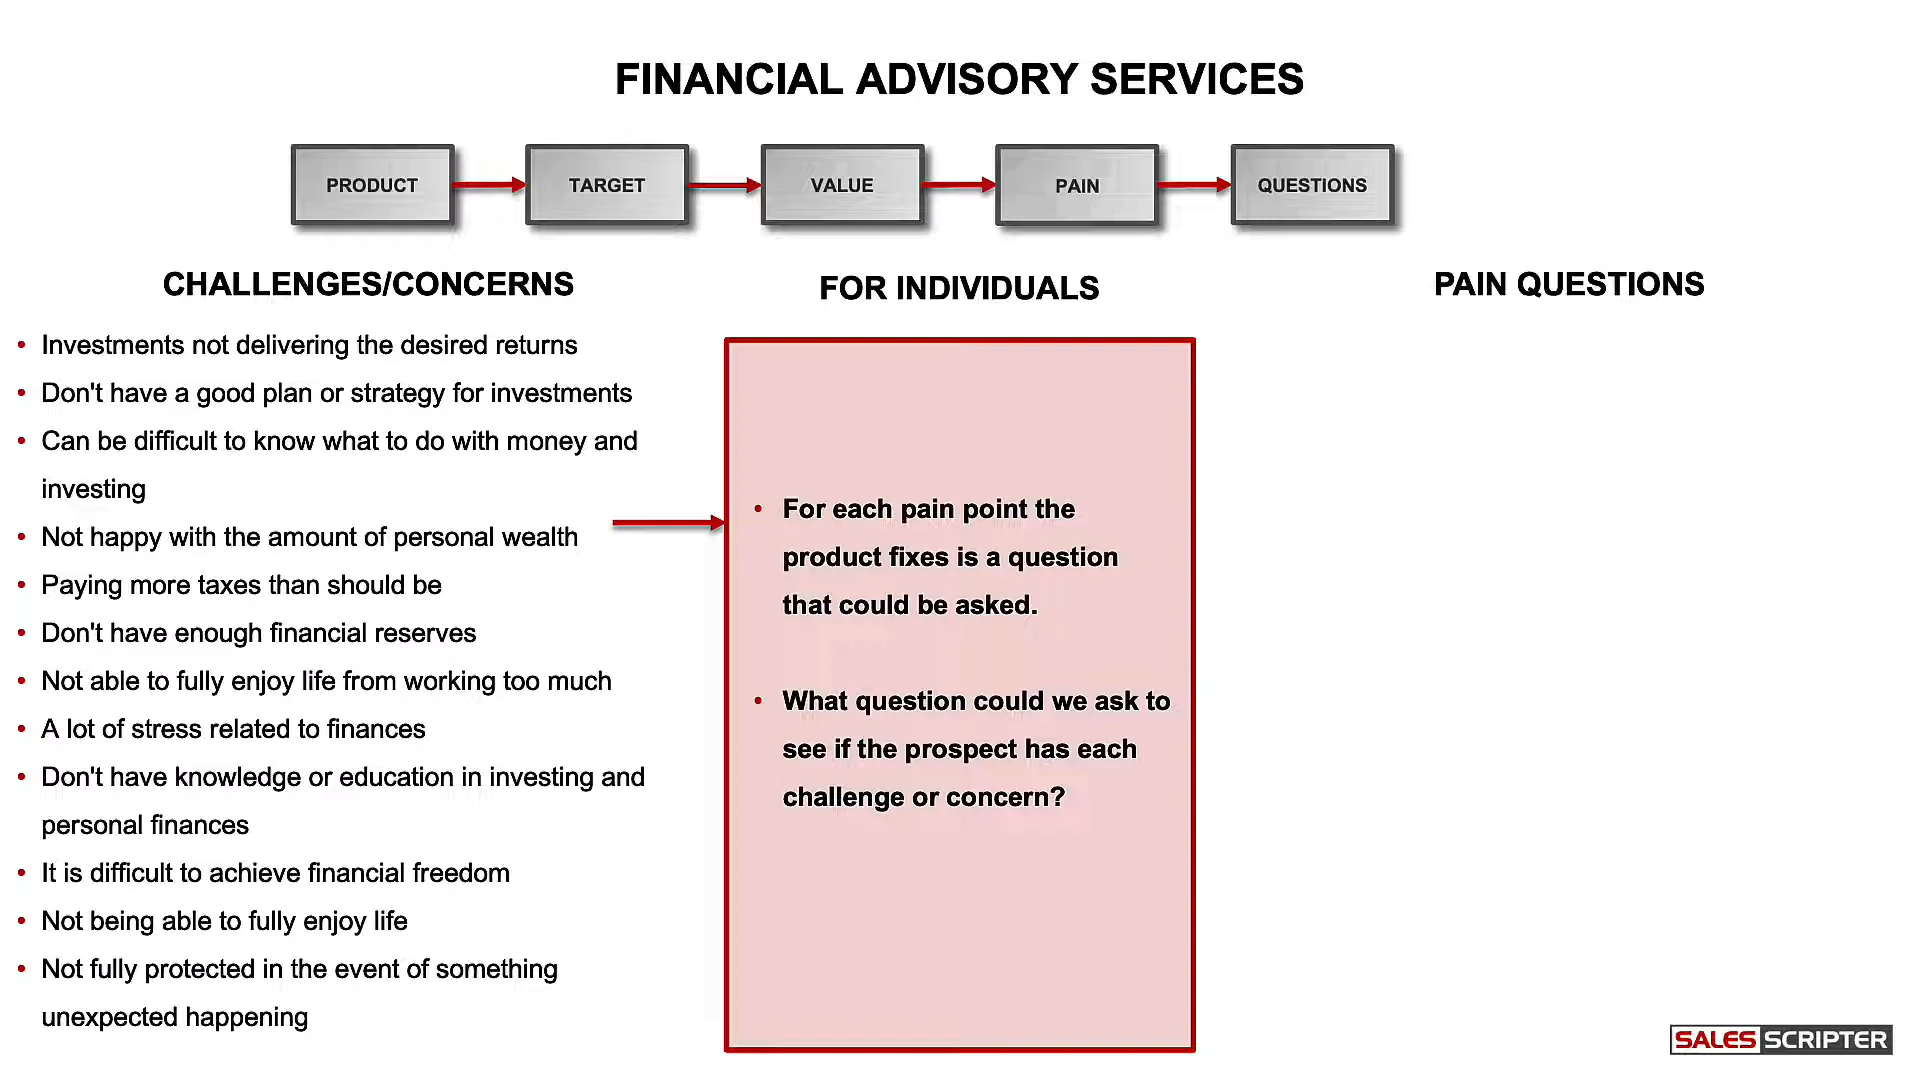 FINANCIAL ADVISORY SERVICES
PRODUCT
TARGET
VALUE
PAIN
QUESTIONS
CHALLENGES/CONCERNS
• Investments not delivering the desired returns
• Don't have a good plan or strategy for investments
• Can be difficult to know what to do with money and
investing
• Not happy with the amount of personal wealth
• Paying more taxes than should be
• Don't have enough financial reserves
• Not able to fully enjoy life from working too much
• A lot of stress related to finances
• Don't have knowledge or education in investing and
personal finances
• It is difficult to achieve financial freedom
• Not being able to fully enjoy life
• Not fully protected in the event of something
unexpected happening
FOR INDIVIDUALS
• For each pain point the
product fixes is a question
that could be asked.
• What question could we ask to
see if the prospect has each
challenge or concern?
PAIN QUESTIONS
SALES SCRIPTER